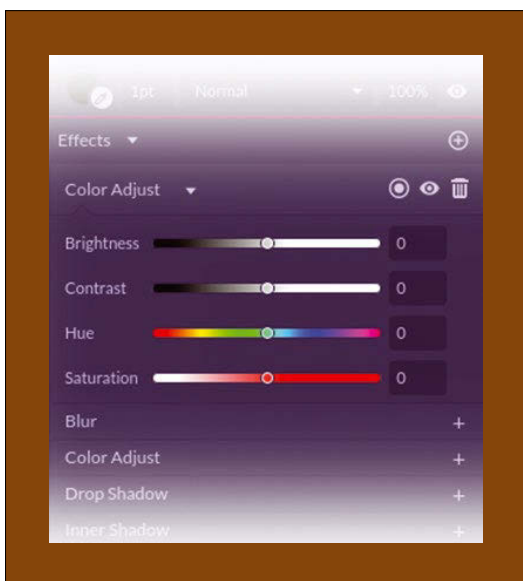 1pt Normal 100%
Effects
Color Adjust
Brightness 0
Contrast 0
Hue 0
Saturation 0
Blur +
Color Adjust +
Drop Shadow +
Inner Shadow +